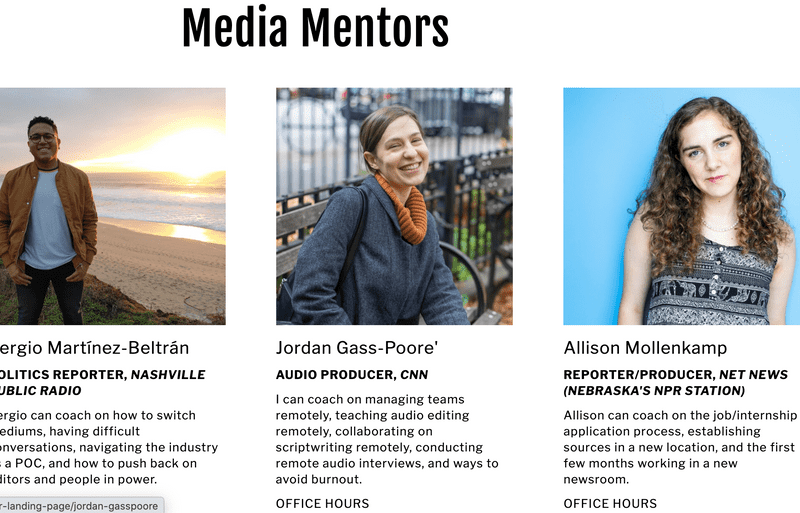 Media Mentors
ergio Martínez-Beltrán
OLITICS REPORTER, NASHVILLE
UBLIC RADIO
ergio can coach on how to switch
ediums, having difficult
onversations, navigating the industry
s a POC, and how to push back on
ditors and people in power.
r-landing-page/jordan-gasspoore
Jordan Gass-Poore'
AUDIO PRODUCER, CNN
I can coach on managing teams
remotely, teaching audio editing
remotely, collaborating on
scriptwriting remotely, conducting
remote audio interviews, and ways to
avoid burnout.
OFFICE HOURS
Allison Mollenkamp
REPORTER/PRODUCER, NET NEWS
(NEBRASKA'S NPR STATION)
Allison can coach on the job/internship
application process, establishing
sources in a new location, and the first
few months working in a new
newsroom.
OFFICE HOURS